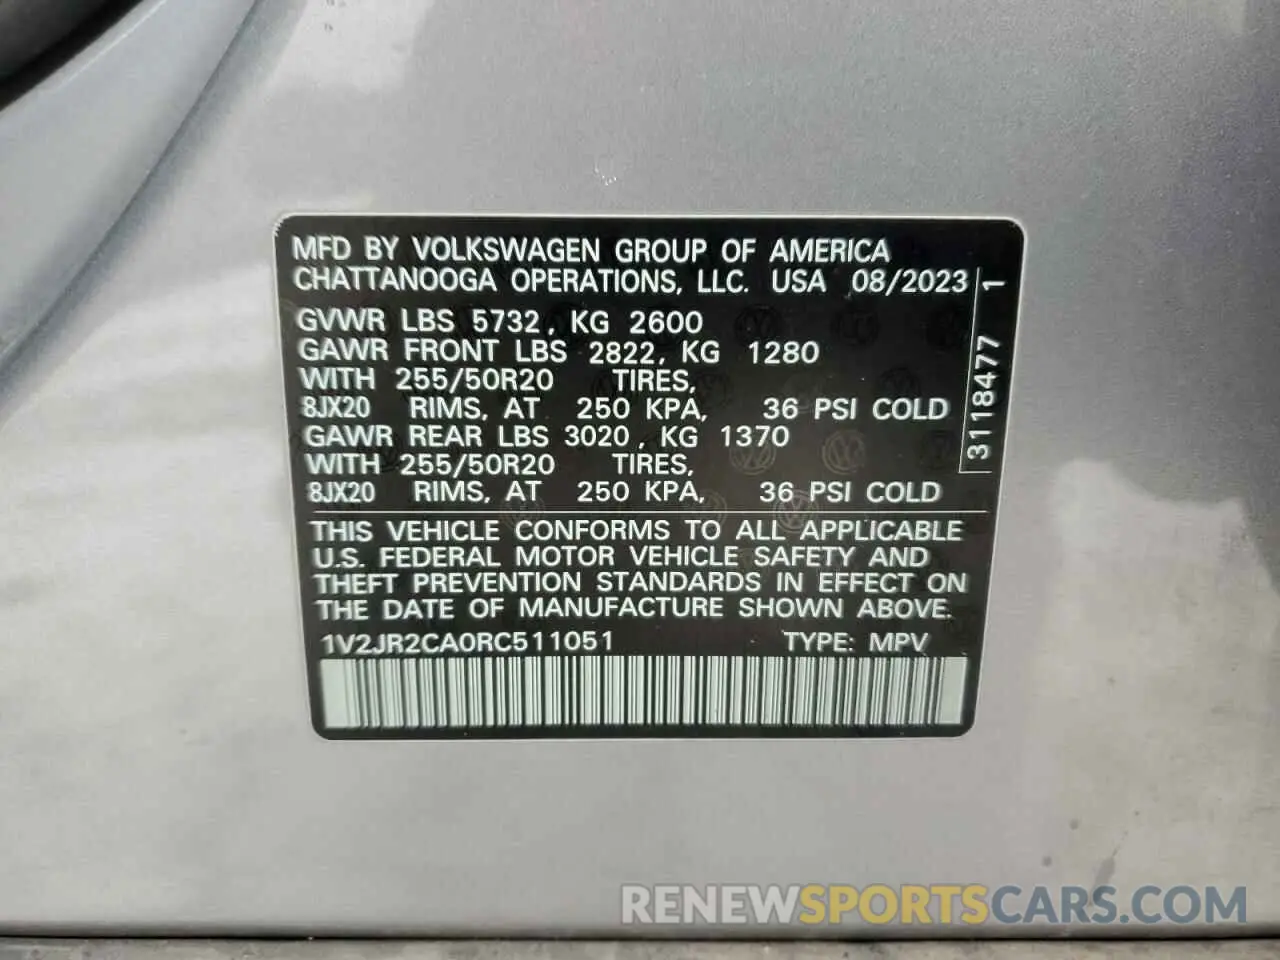 MFD BY VOLKSWAGEN GROUP OF AMERICA
CHATTANOOGA OPERATIONS, LLC. USA 08/2023
GVWR LBS 5732, KG 2600
GAWR FRONT LBS 2822, KG 1280
WITH 255/50R20 TIRES,
8JX20 RIMS, AT 250 KPA, 36 PSI COLD
GAWR REAR LBS 3020, KG 1370
WITH 255/50R20 TIRES,
8JX20 RIMS, AT 250 KPA, 36 PSI COLD
3118477 1
THIS VEHICLE CONFORMS TO ALL APPLICABLE
U.S. FEDERAL MOTOR VEHICLE SAFETY AND
THEFT PREVENTION STANDARDS IN EFFECT ON
THE DATE OF MANUFACTURE SHOWN ABOVE.
1V2JR2CA0RC511051 TYPE: MPV
RENEWSPORTSCARS.COM